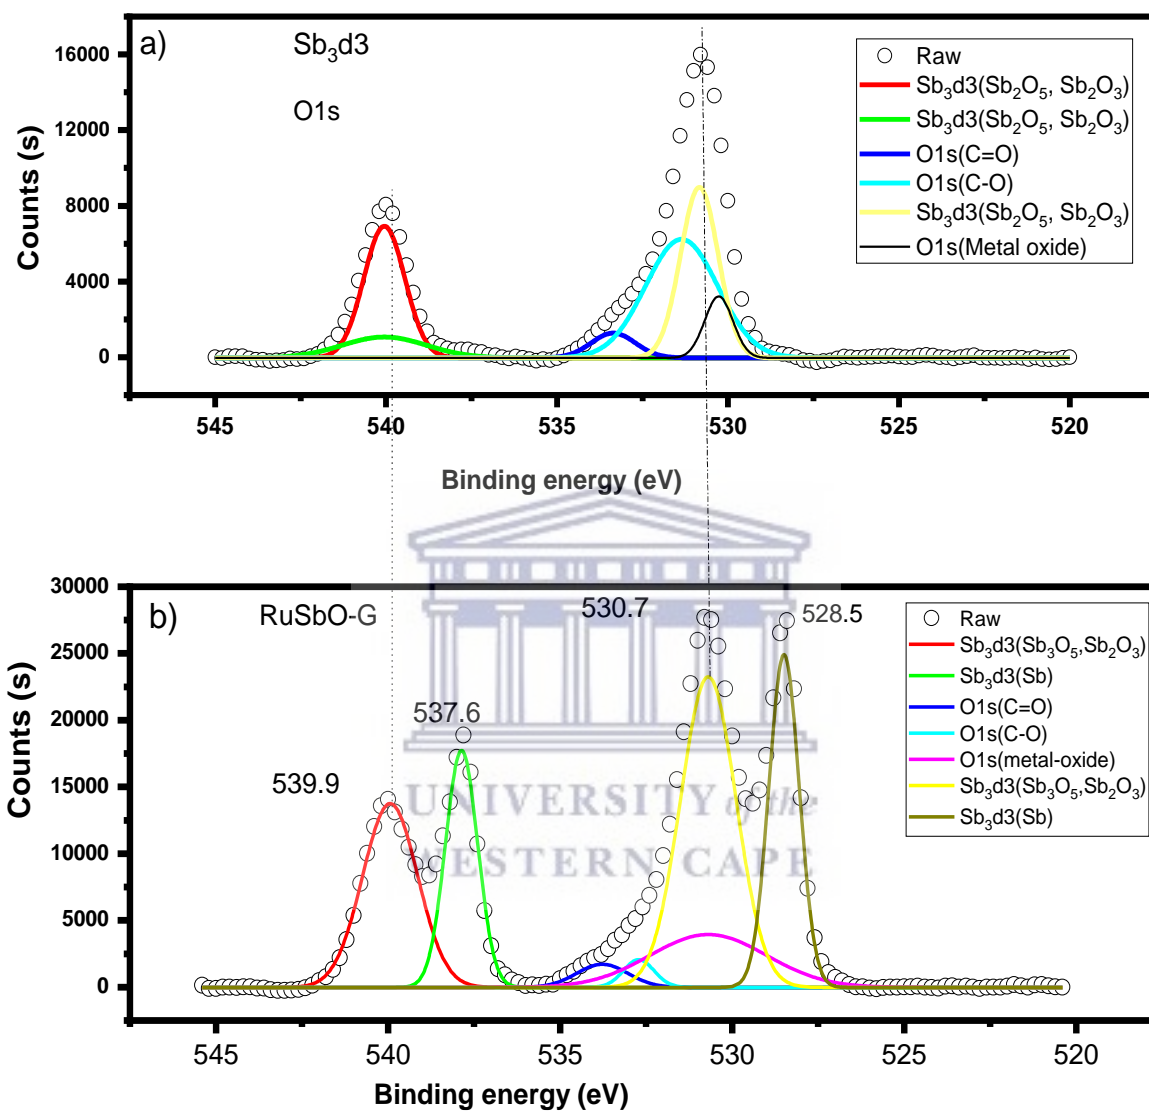 a)
Sb₃d3
O1s
Raw
Sb₃d3(Sb₂O₅, Sb₂O₃)
Sb₃d3(Sb₂O₅, Sb₂O₃)
O1s(C=O)
O1s(C-O)
Sb₃d3(Sb₂O₅, Sb₂O₃)
O1s(Metal oxide)
Counts (s)
16000
12000
8000
4000
0
545 540 535 530 525 520
Binding energy (eV)
b)
RuSbO-G
530.7
528.5
537.6
539.9
Raw
Sb₃d3(Sb₃O₅,Sb₂O₃)
Sb₃d3(Sb)
O1s(C=O)
O1s(C-O)
O1s(metal-oxide)
Sb₃d3(Sb₃O₅,Sb₂O₃)
Sb₃d3(Sb)
Counts (s)
30000
25000
20000
15000
10000
5000
0
UNIVERSITY of the
WESTERN CAPE
545 540 535 530 525 520
Binding energy (eV)